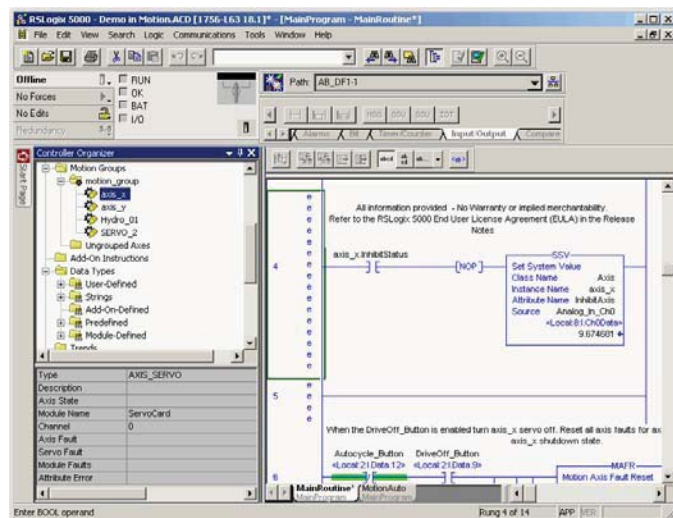 RSLogix 5000 - Demo in Motion.ACD [1756-L63 18.1]* - [MainProgram - MainRoutine*]
File Edit View Search Logic Communications Tools Window Help
Offline
RUN
No Forces
OK
BAT
No Edits
I/O
Redundancy
Path: AB_DF1-1
Alarms Bit Timer/Counter Input/Output Compare
Start Page
Controller Organizer
Motion Groups
motion_group
axis_x
axis_y
Hydro_01
SERVO_2
Ungrouped Axes
Add-On Instructions
Data Types
User-Defined
Strings
Add-On-Defined
Predefined
Module-Defined
Trends
Type AXIS_SERVO
Description
Axis State
Module Name ServoCard
Channel 0
Axis Fault
Servo Fault
Module Faults
Attribute Error
All information provided - No Warranty or implied merchantability.
Refer to the RSLogix 5000 End User License Agreement (EULA) in the Release
Notes
4
axis_x.InhibitStatus
NOP
SSV
Set System Value
Class Name Axis
Instance Name axis_x
Attribute Name InhibitAxis
Source Analog_In_Ch0
<Local:8:I.Ch0Data>
9.674681
5
When the DriveOff_Button is enabled turn axis_x servo off. Reset all axis faults for ax
axis_x shutdown state.
Autocycle_Button DriveOff_Button
<Local:2:I.Data.12> <Local:2:I.Data.9>
6
MAFR
Motion Axis Fault Reset
MainRoutine* MotionAuto
MainProgram MainProgram
Enter BOOL operand
Rung 4 of 14
APP VER